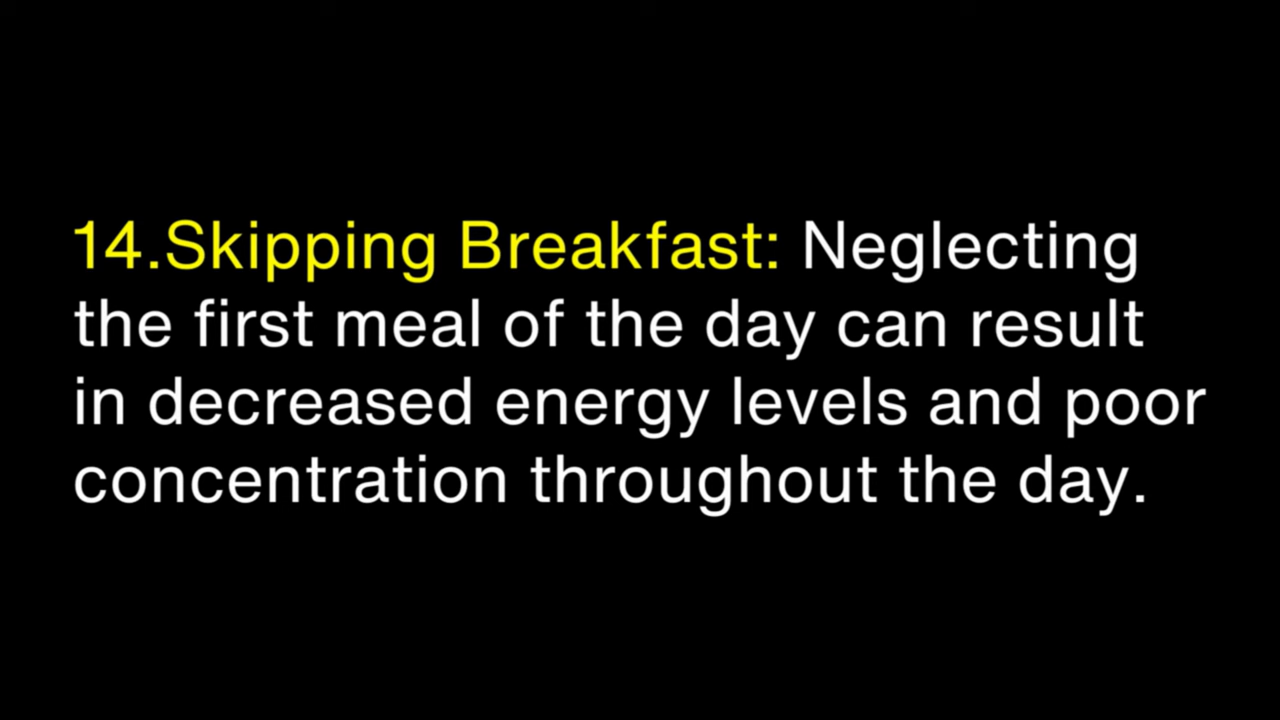 14.Skipping Breakfast: Neglecting
the first meal of the day can result
in decreased energy levels and poor
concentration throughout the day.